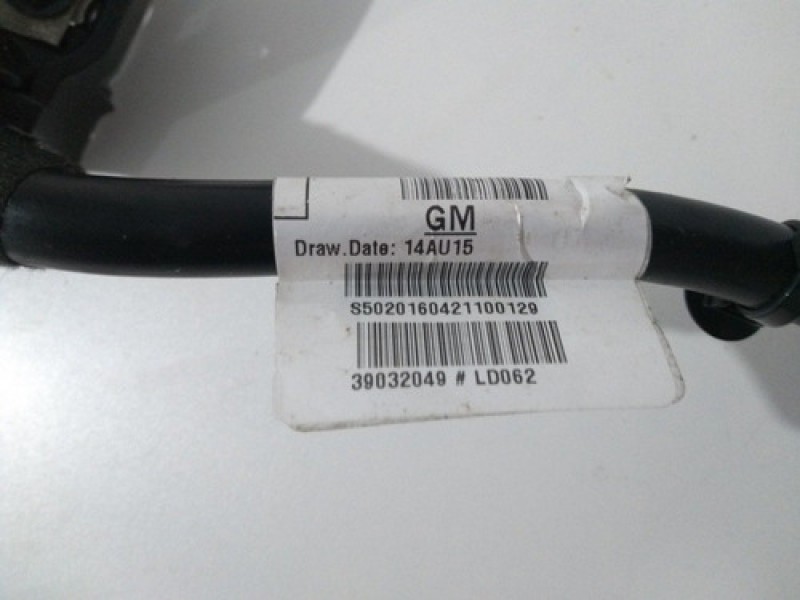 GM
Draw.Date: 14AU15
S5020160421100129
39032049 # LD062